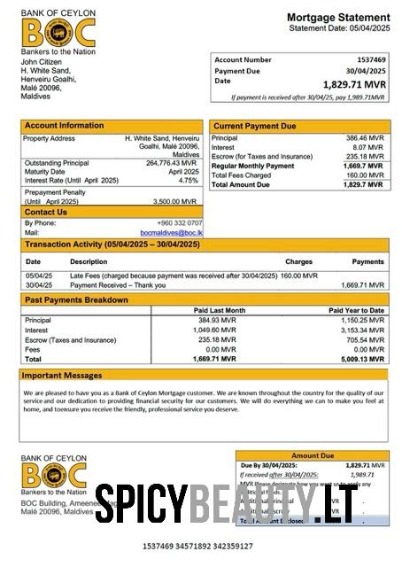 BANK OF CEYLON
BOC
Bankers to the Nation
Mortgage Statement
Statement Date: 05/04/2025
John Citizen
H. White Sand,
Henveiru Goalhi,
Malé 20096,
Maldives
Account Number 1537469
Payment Due Date 30/04/2025
1,829.71 MVR
If payment is received after 30/04/25, pay 1,989.71MVR
Account Information
Property Address H. White Sand, Henveiru
Goalhi, Malé 20096,
Maldives
Outstanding Principal 264,776.43 MVR
Maturity Date April 2025
Interest Rate (Until April 2025) 4.75%
Prepayment Penalty
(Until April 2025) 3,500.00 MVR
Contact Us
By Phone: +960 332 0707
Mail: bocmaldives@boc.lk
Current Payment Due
Principal 386.46 MVR
Interest 8.07 MVR
Escrow (for Taxes and Insurance) 235.18 MVR
Regular Monthly Payment 1,669.7 MVR
Total Fees Charged 160.00 MVR
Total Amount Due 1,829.7 MVR
Transaction Activity (05/04/2025 – 30/04/2025)
Date Description Charges Payments
05/04/25 Late Fees (charged because payment was received after 30/04/2025) 160.00 MVR
30/04/25 Payment Received – Thank you 1,669.71 MVR
Past Payments Breakdown
Paid Last Month Paid Year to Date
Principal 384.93 MVR 1,150.25 MVR
Interest 1,049.60 MVR 3,153.34 MVR
Escrow (Taxes and Insurance) 235.18 MVR 705.54 MVR
Fees 0.00 MVR 0.00 MVR
Total 1,669.71 MVR 5,009.13 MVR
Important Messages
We are pleased to have you as a Bank of Ceylon Mortgage customer. We are known throughout the country for the quality of our
service and our dedication to providing financial security for our customers. We will do everything we can to make you feel at
home, and toensure you receive the friendly, professional service you deserve.
BANK OF CEYLON
BOC
Bankers to the Nation
BOC Building,
Malé 20096, Maldives
Amount Due
Due By 30/04/2025: 1,829.71 MVR
If received after 30/04/2025: 1,989.71
SPICYBEAUTY.LT
1537469 34571892 342359127